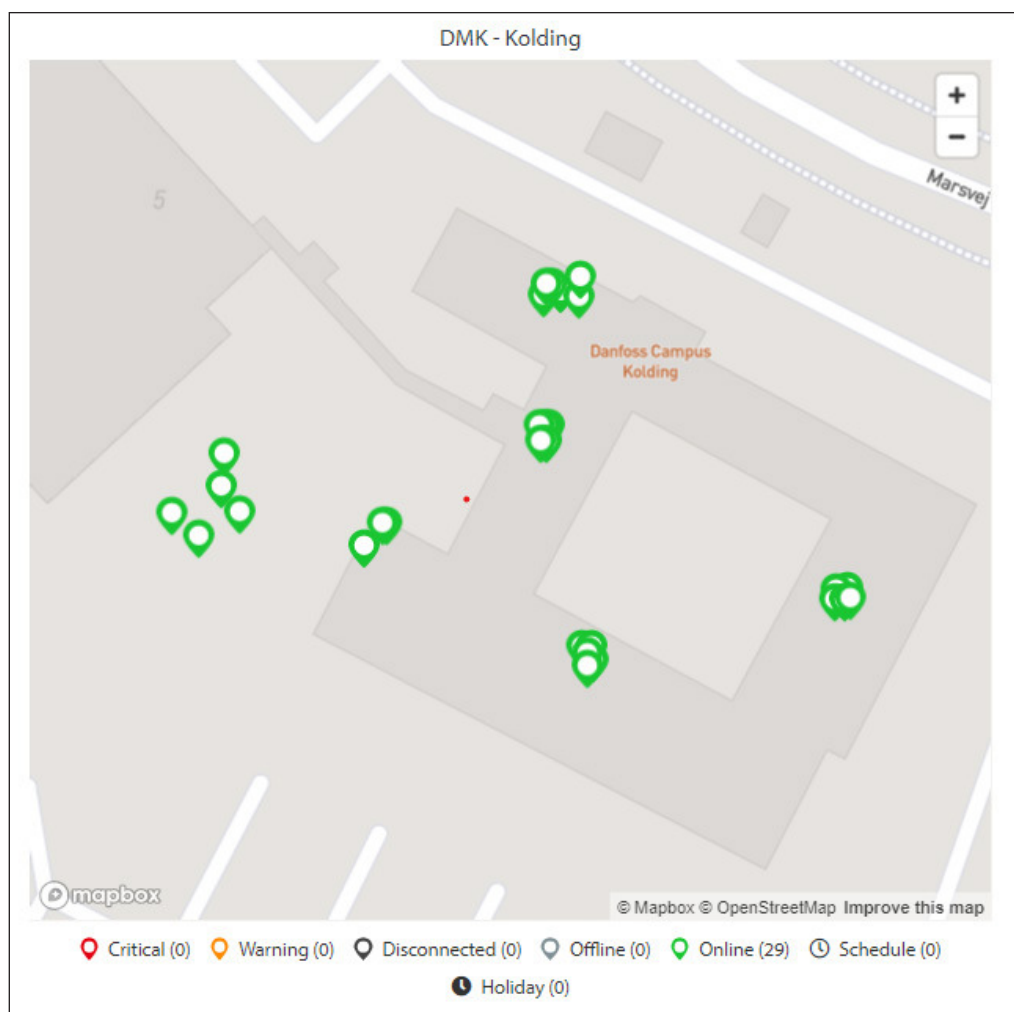 DMK - Kolding
+
−
Marsvej
5
Danfoss Campus
Kolding
mapbox
© Mapbox © OpenStreetMap Improve this map
Critical (0) Warning (0) Disconnected (0) Offline (0) Online (29) Schedule (0)
Holiday (0)